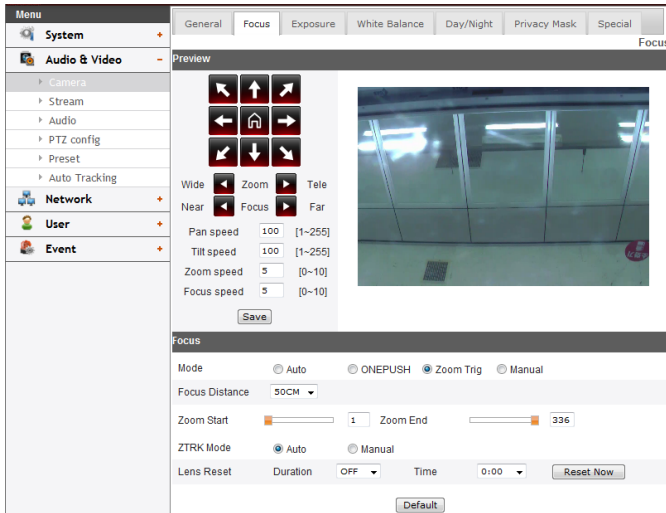 Menu
System +
Audio & Video -
Camera
Stream
Audio
PTZ config
Preset
Auto Tracking
Network +
User +
Event +
General Focus Exposure White Balance Day/Night Privacy Mask Special
Focus
Preview
Wide Zoom Tele
Near Focus Far
Pan speed 100 [1~255]
Tilt speed 100 [1~255]
Zoom speed 5 [0~10]
Focus speed 5 [0~10]
Save
Focus
Mode Auto ONEPUSH Zoom Trig Manual
Focus Distance 50CM
Zoom Start 1 Zoom End 336
ZTRK Mode Auto Manual
Lens Reset Duration OFF Time 0:00 Reset Now
Default